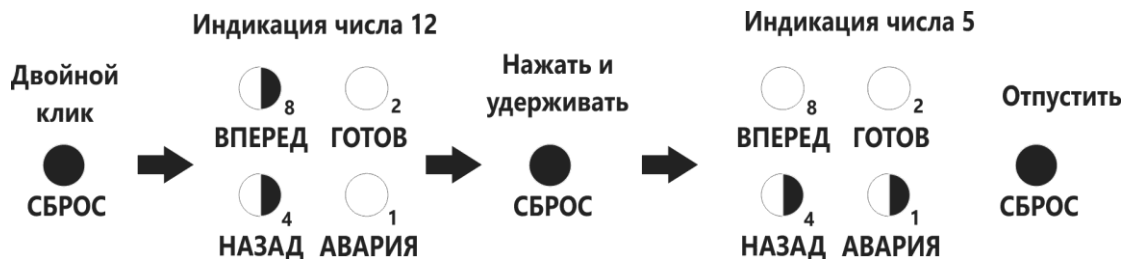 Индикация числа 12
Индикация числа 5
Двойной
клик
СБРОС
8
2
ВПЕРЕД ГОТОВ
4
1
НАЗАД АВАРИЯ
Нажать и
удерживать
СБРОС
8
2
ВПЕРЕД ГОТОВ
4
1
НАЗАД АВАРИЯ
Отпустить
СБРОС